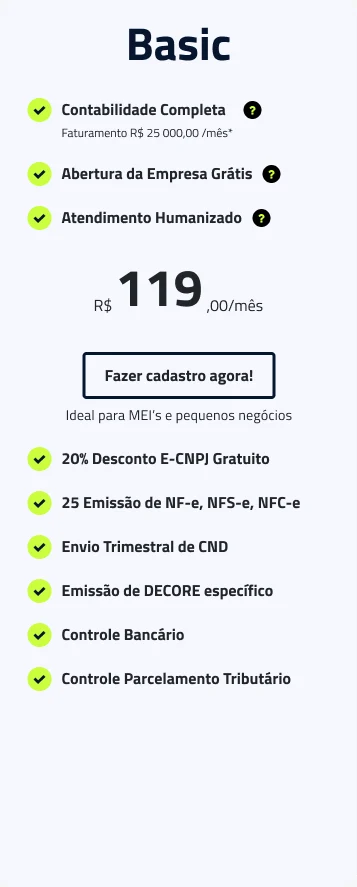 Basic
Contabilidade Completa ?
Faturamento R$ 25 000,00 /mês*
Abertura da Empresa Grátis ?
Atendimento Humanizado ?
R$ 119 ,00/mês
Fazer cadastro agora!
Ideal para MEI's e pequenos negócios
20% Desconto E-CNPJ Gratuito
25 Emissão de NF-e, NFS-e, NFC-e
Envio Trimestral de CND
Emissão de DECORE específico
Controle Bancário
Controle Parcelamento Tributário